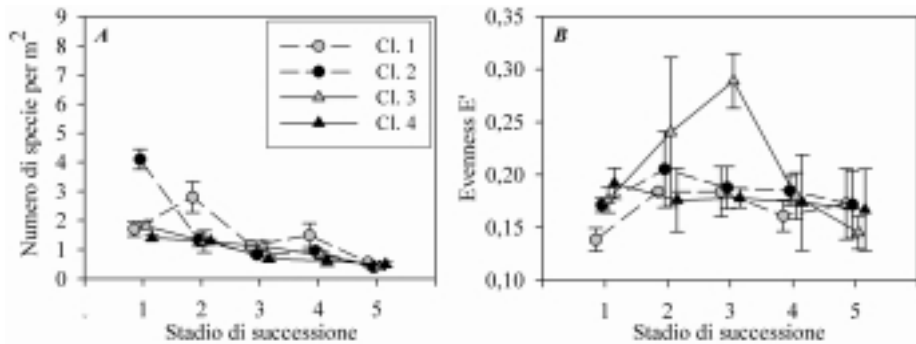 A
Numero di specie per m²
9
8
7
6
5
4
3
2
1
0
Cl. 1
Cl. 2
Cl. 3
Cl. 4
1 2 3 4 5
Stadio di successione
B
Evenness E'
0,35
0,30
0,25
0,20
0,15
0,10
1 2 3 4 5
Stadio di successione